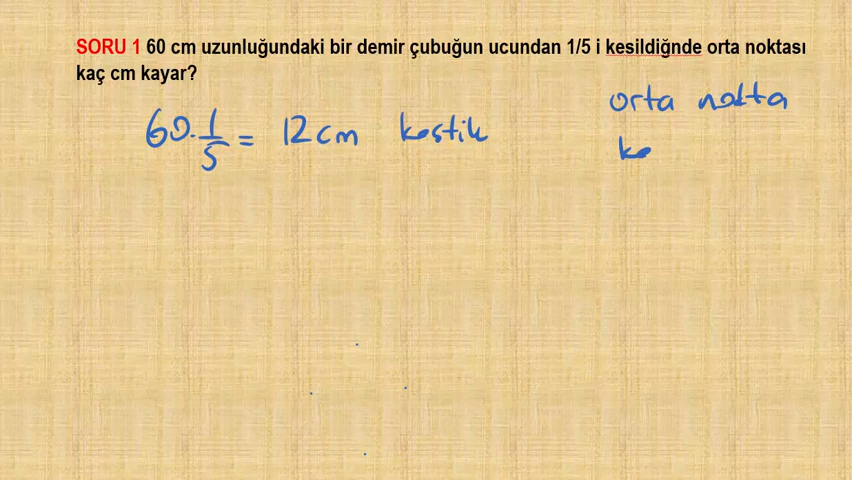 SORU 1 60 cm uzunluğundaki bir demir çubuğun ucundan 1/5 i kesildiğnde orta noktası
kaç cm kayar?
orta nokta
60 . 1/5 = 12 cm kestik
ke